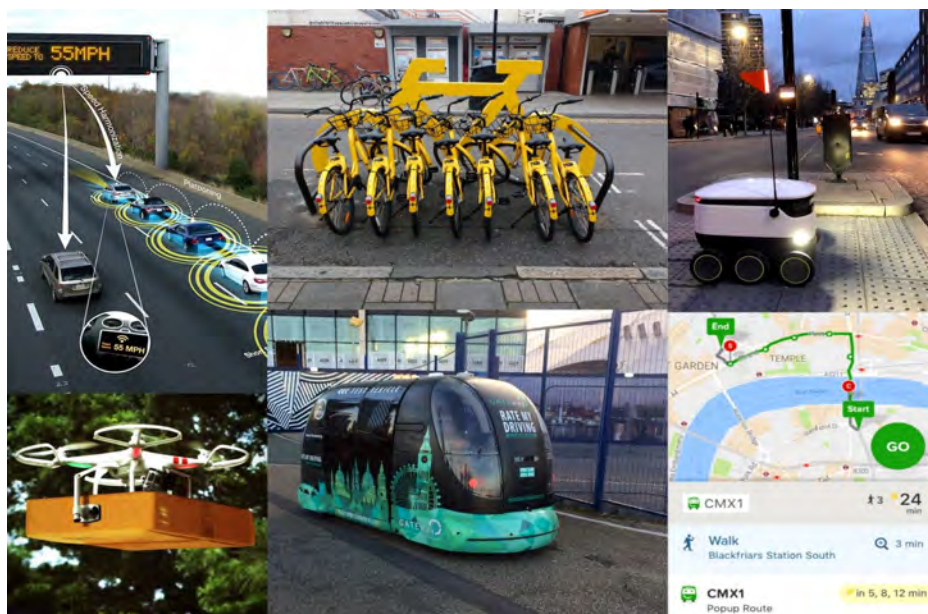 REDUCE
SPEED TO 55MPH
Speed Harmonization
Platooning
55 MPH
RATE MY
DRIVING
GATE
End
S
GARDEN
TEMPLE
C
Start
GO
CMX1
3
24
min
Walk
3 min
Blackfriars Station South
CMX1
in 5, 8, 12 min
Popup Route